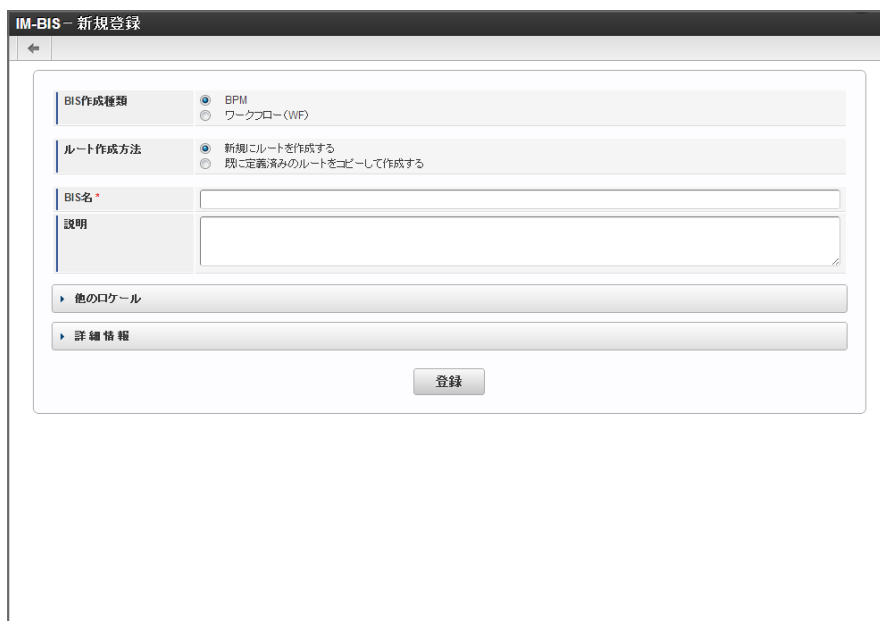 IM-BIS－新規登録
BIS作成種類
BPM
ワークフロー(WF)
ルート作成方法
新規にルートを作成する
既に定義済みのルートをコピーして作成する
BIS名*
説明
他のロケール
詳細情報
登録